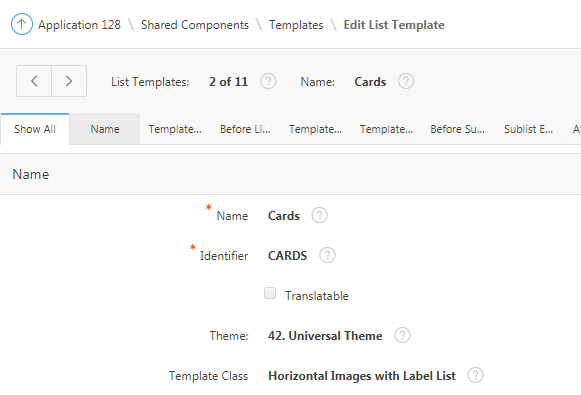 Application 128 \ Shared Components \ Templates \ Edit List Template
< > List Templates: 2 of 11 ? Name: Cards ?
Show All Name Template... Before Li... Template... Template... Before Su... Sublist E... A
Name
* Name Cards ?
* Identifier CARDS ?
Translatable
Theme: 42. Universal Theme ?
Template Class Horizontal Images with Label List ?